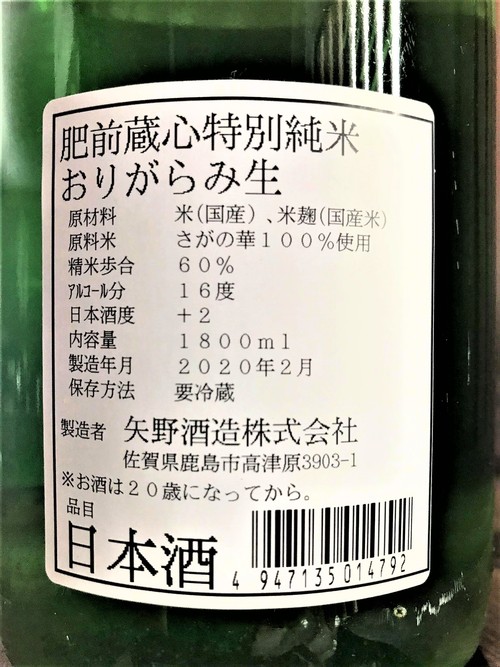 肥前蔵心特別純米
おりがらみ生
原材料 米(国産)、米麹(国産米)
原料米 さがの華１００％使用
精米歩合 ６０％
ｱﾙｺｰﾙ分 １６度
日本酒度 ＋２
内容量 １８００ｍｌ
製造年月 ２０２０年２月
保存方法 要冷蔵
製造者 矢野酒造株式会社
佐賀県鹿島市高津原3903-1
※お酒は２０歳になってから。
品目
日本酒
4 947135 014792